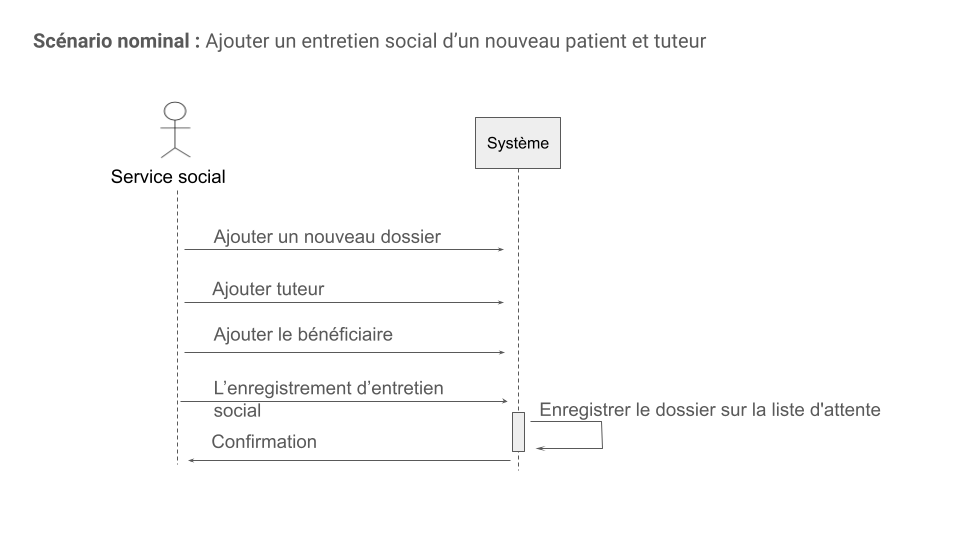 Scénario nominal : Ajouter un entretien social d’un nouveau patient et tuteur
Système
Service social
Ajouter un nouveau dossier
Ajouter tuteur
Ajouter le bénéficiaire
L’enregistrement d’entretien
social
Enregistrer le dossier sur la liste d'attente
Confirmation